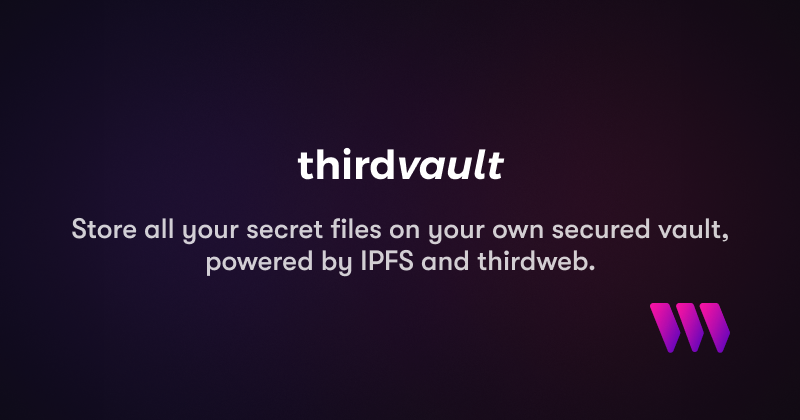 thirdvault
Store all your secret files on your own secured vault,
powered by IPFS and thirdweb.